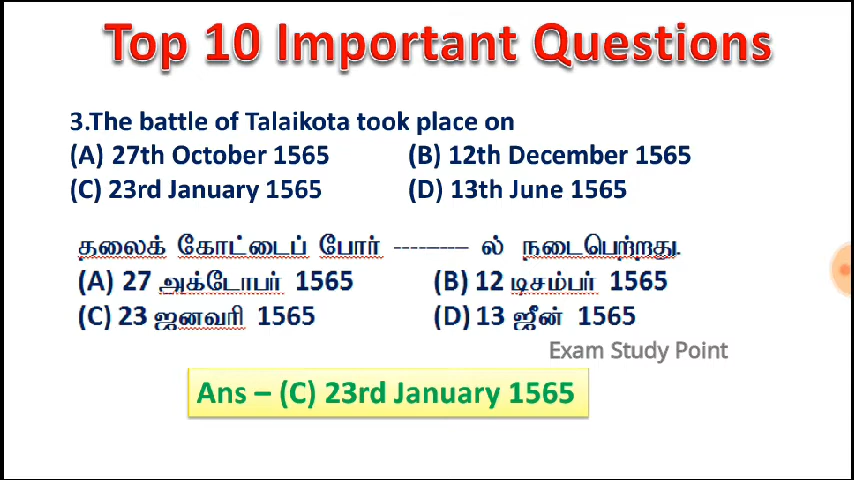 Top 10 Important Questions
3.The battle of Talaikota took place on
(A) 27th October 1565 (B) 12th December 1565
(C) 23rd January 1565 (D) 13th June 1565
தலைக் கோட்டைப் போர் --------- ல் நடைபெற்றது.
(A) 27 அக்டோபர் 1565 (B) 12 டிசம்பர் 1565
(C) 23 ஜனவரி 1565 (D) 13 ஜீன் 1565
Exam Study Point
Ans – (C) 23rd January 1565